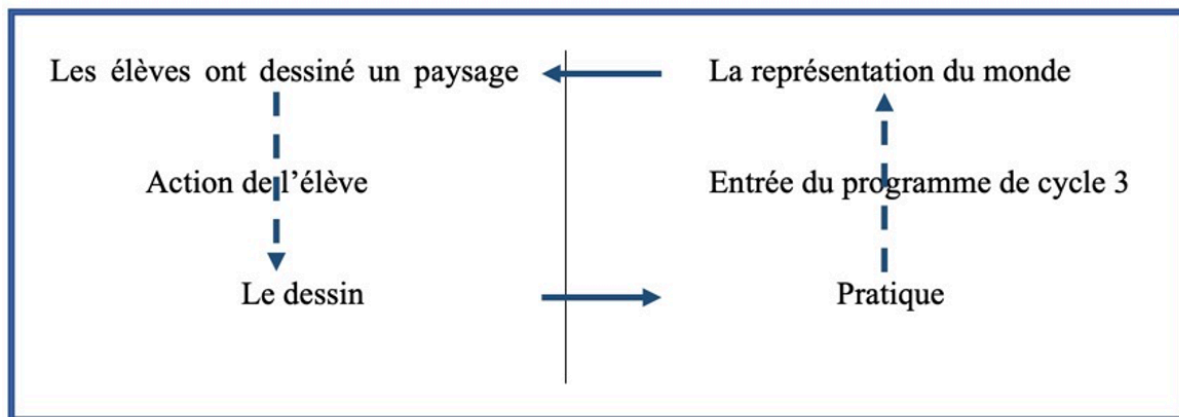 Les élèves ont dessiné un paysage
La représentation du monde
Action de l'élève
Entrée du programme de cycle 3
Le dessin
Pratique